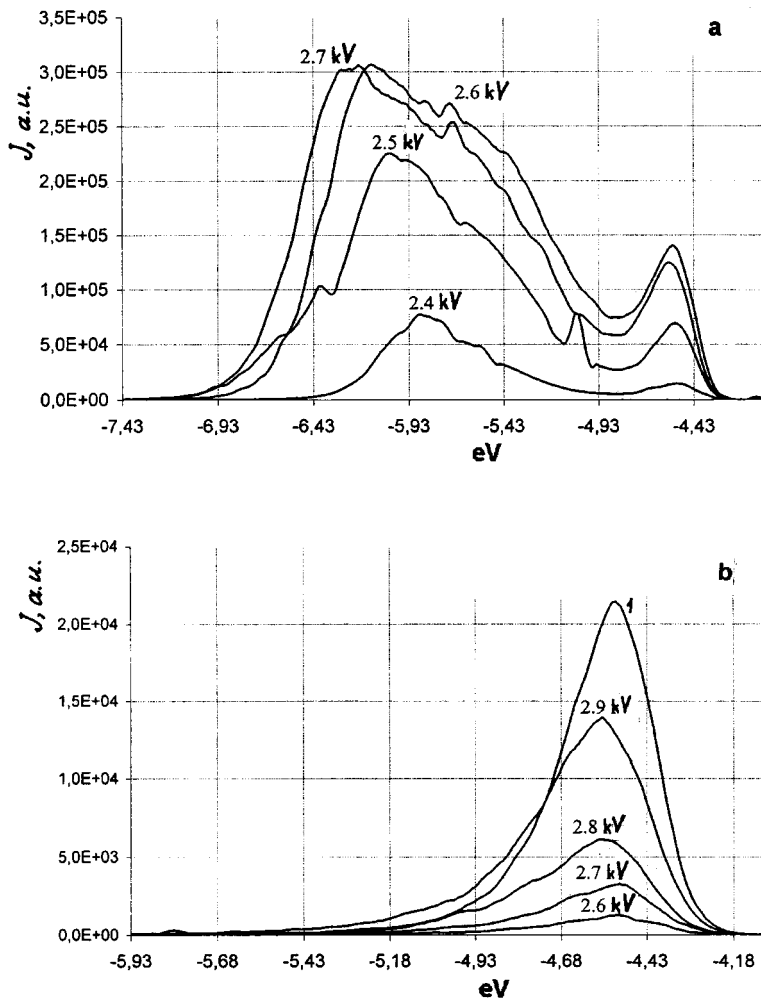 a
J, a.u.
3,5E+05
3,0E+05
2,5E+05
2,0E+05
1,5E+05
1,0E+05
5,0E+04
0,0E+00
2.7 kV
2.6 kV
2.5 kV
2.4 kV
-7,43 -6,93 -6,43 -5,93 -5,43 -4,93 -4,43
eV
b
J, a.u.
2,5E+04
2,0E+04
1,5E+04
1,0E+04
5,0E+03
0,0E+00
1
2.9 kV
2.8 kV
2.7 kV
2.6 kV
-5,93 -5,68 -5,43 -5,18 -4,93 -4,68 -4,43 -4,18
eV